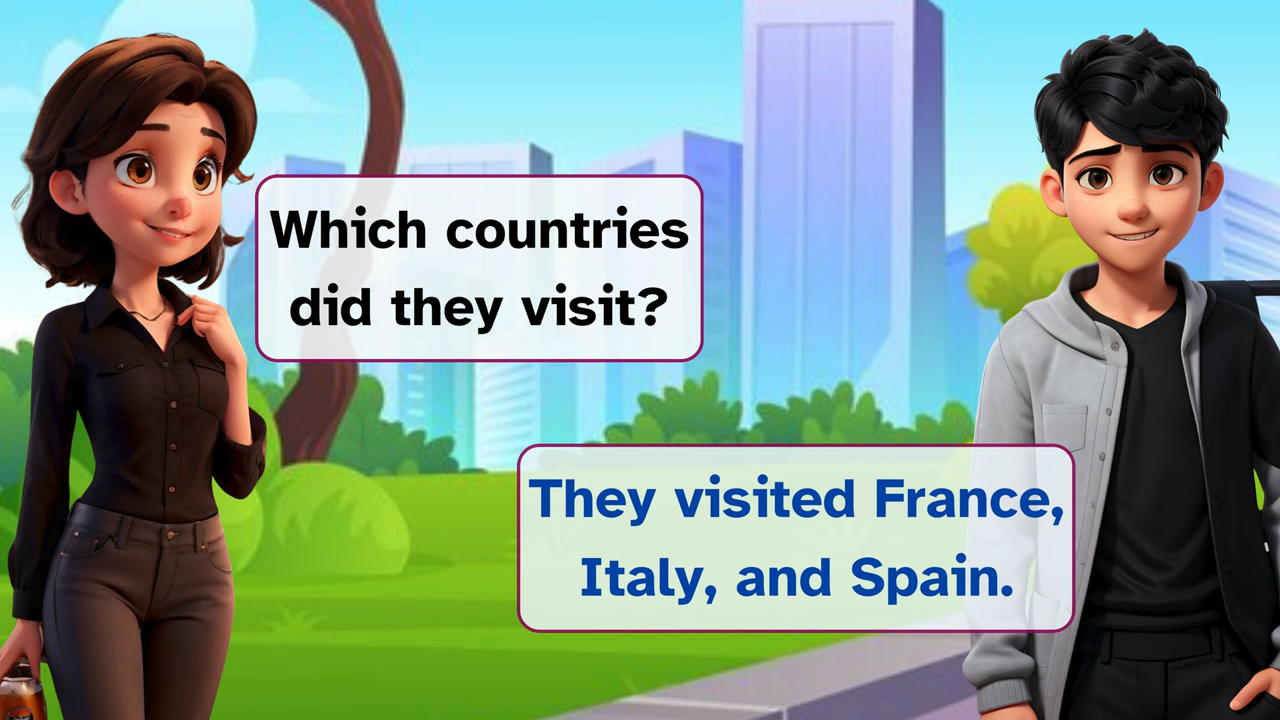 Which countries
did they visit?
They visited France,
Italy, and Spain.